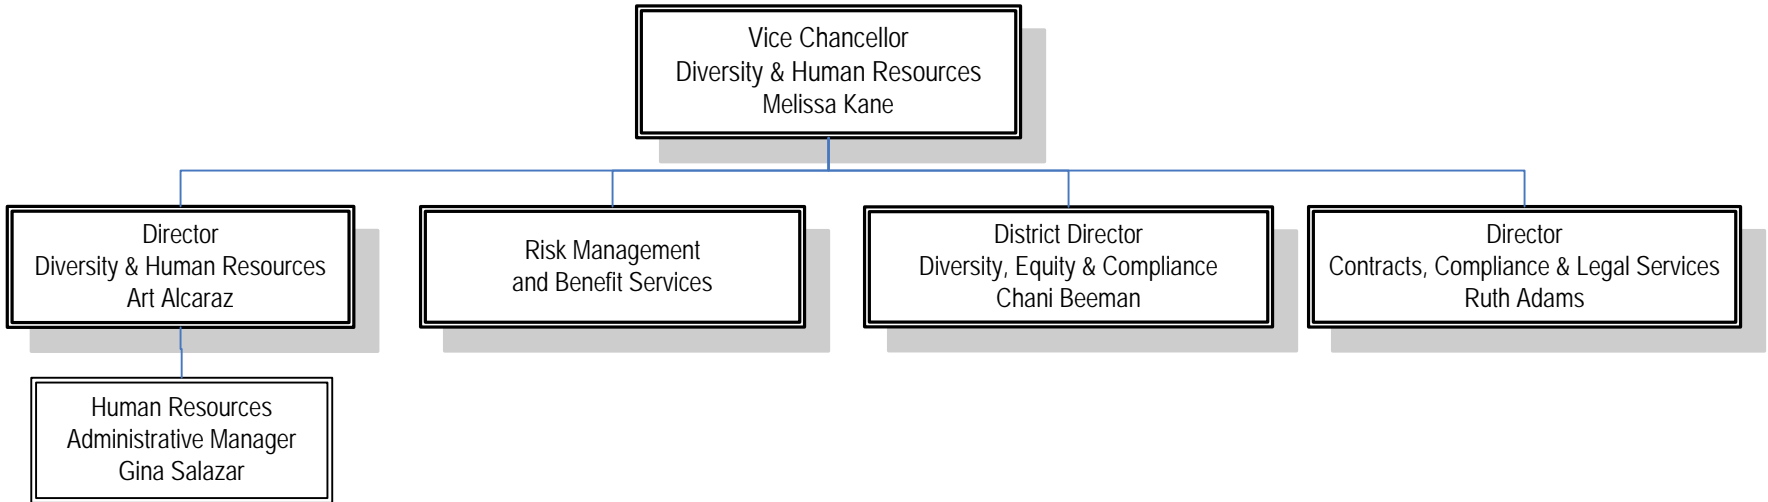 Vice Chancellor
Diversity & Human Resources
Melissa Kane
Director
Diversity & Human Resources
Art Alcaraz
Risk Management
and Benefit Services
District Director
Diversity, Equity & Compliance
Chani Beeman
Director
Contracts, Compliance & Legal Services
Ruth Adams
Human Resources
Administrative Manager
Gina Salazar